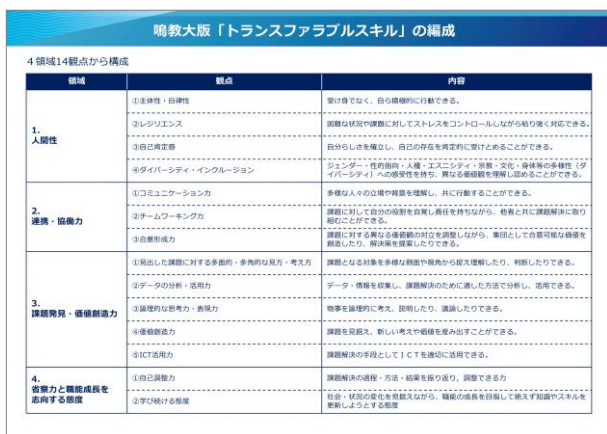 鳴教大版「トランスファラブルスキル」の編成
４領域14観点から構成
領域 観点 内容
1.
人間性
①主体性・自律性 受け身でなく、自ら積極的に行動できる。
②レジリエンス 困難な状況や課題に対してストレスをコントロールしながら粘り強く対応できる。
③自己肯定感 自分らしさを確立し、自己の存在を肯定的に受けとめることができる。
④ダイバーシティ・インクルージョン ジェンダー・性的指向・人種・エスニシティ・宗教・文化・身体等の多様性（ダ
イバーシティ）への感受性を持ち、異なる価値観を理解し認めることができる。
2.
連携・協働力
①コミュニケーション力 多様な人々の立場や背景を理解し、共に行動することができる。
②チームワーキング力 課題に対して自分の役割を自覚し責任を持ちながら、他者と共に課題解決に取り
組むことができる。
③合意形成力 課題に対する異なる価値観の対立を調整しながら、集団として合意可能な価値を
創造したり、解決策を提案したりできる。
3.
課題発見・価値創造力
①見出した課題に対する多面的・多角的な見方・考え方 課題となる対象を多様な側面や視角から捉え理解したり、判断したりできる。
②データの分析・活用力 データ・情報を収集し、課題解決のために適した方法で分析し、活用できる。
③論理的な思考力・表現力 物事を論理的に考え、説明したり、議論したりできる。
④価値創造力 課題を見据え、新しい考えや価値を産み出すことができる。
⑤ICT活用力 課題解決の手段としてＩＣＴを適切に活用できる。
4.
省察力と職能成長を
志向する態度
①自己調整力 課題解決の過程・方法・結果を振り返り，調整できる力
②学び続ける態度 社会・状況の変化を見据えながら、職能の成長を目指して絶えず知識やスキルを
更新しようとする態度